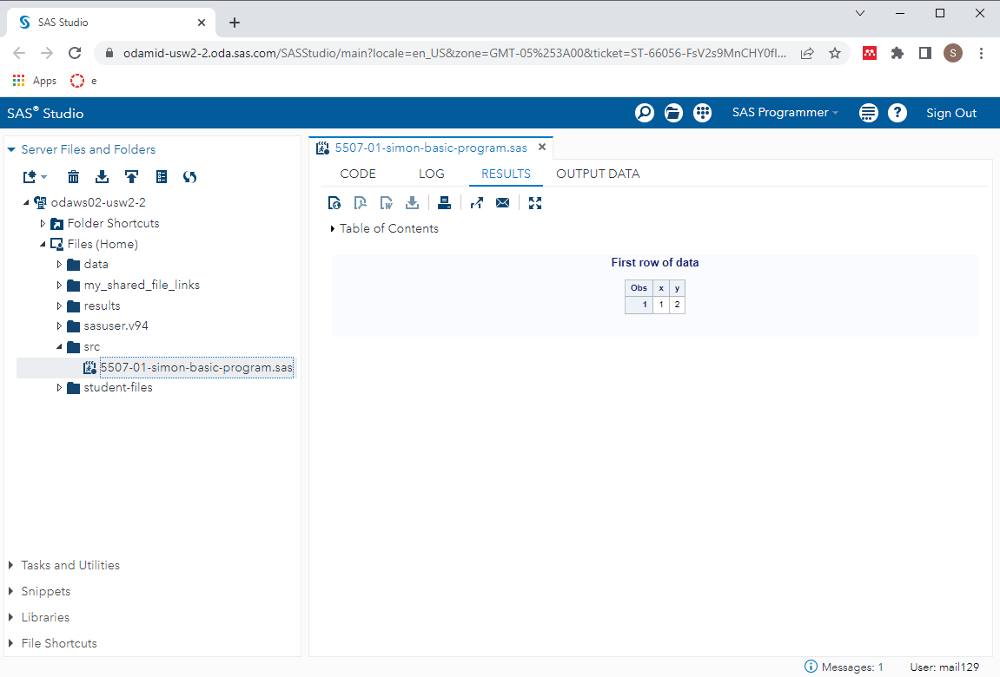 SAS Studio
odamid-usw2-2.oda.sas.com/SASStudio/main?locale=en_US&zone=GMT-05%253A00&ticket=ST-66056-FsV2s9MnCHY0fl...
S
Apps
e
SAS® Studio
SAS Programmer
Sign Out
Server Files and Folders
odaws02-usw2-2
Folder Shortcuts
Files (Home)
data
my_shared_file_links
results
sasuser.v94
src
5507-01-simon-basic-program.sas
student-files
Tasks and Utilities
Snippets
Libraries
File Shortcuts
5507-01-simon-basic-program.sas
CODE LOG RESULTS OUTPUT DATA
Table of Contents
First row of data
Obs x y
1 1 2
Messages: 1 User: mail129